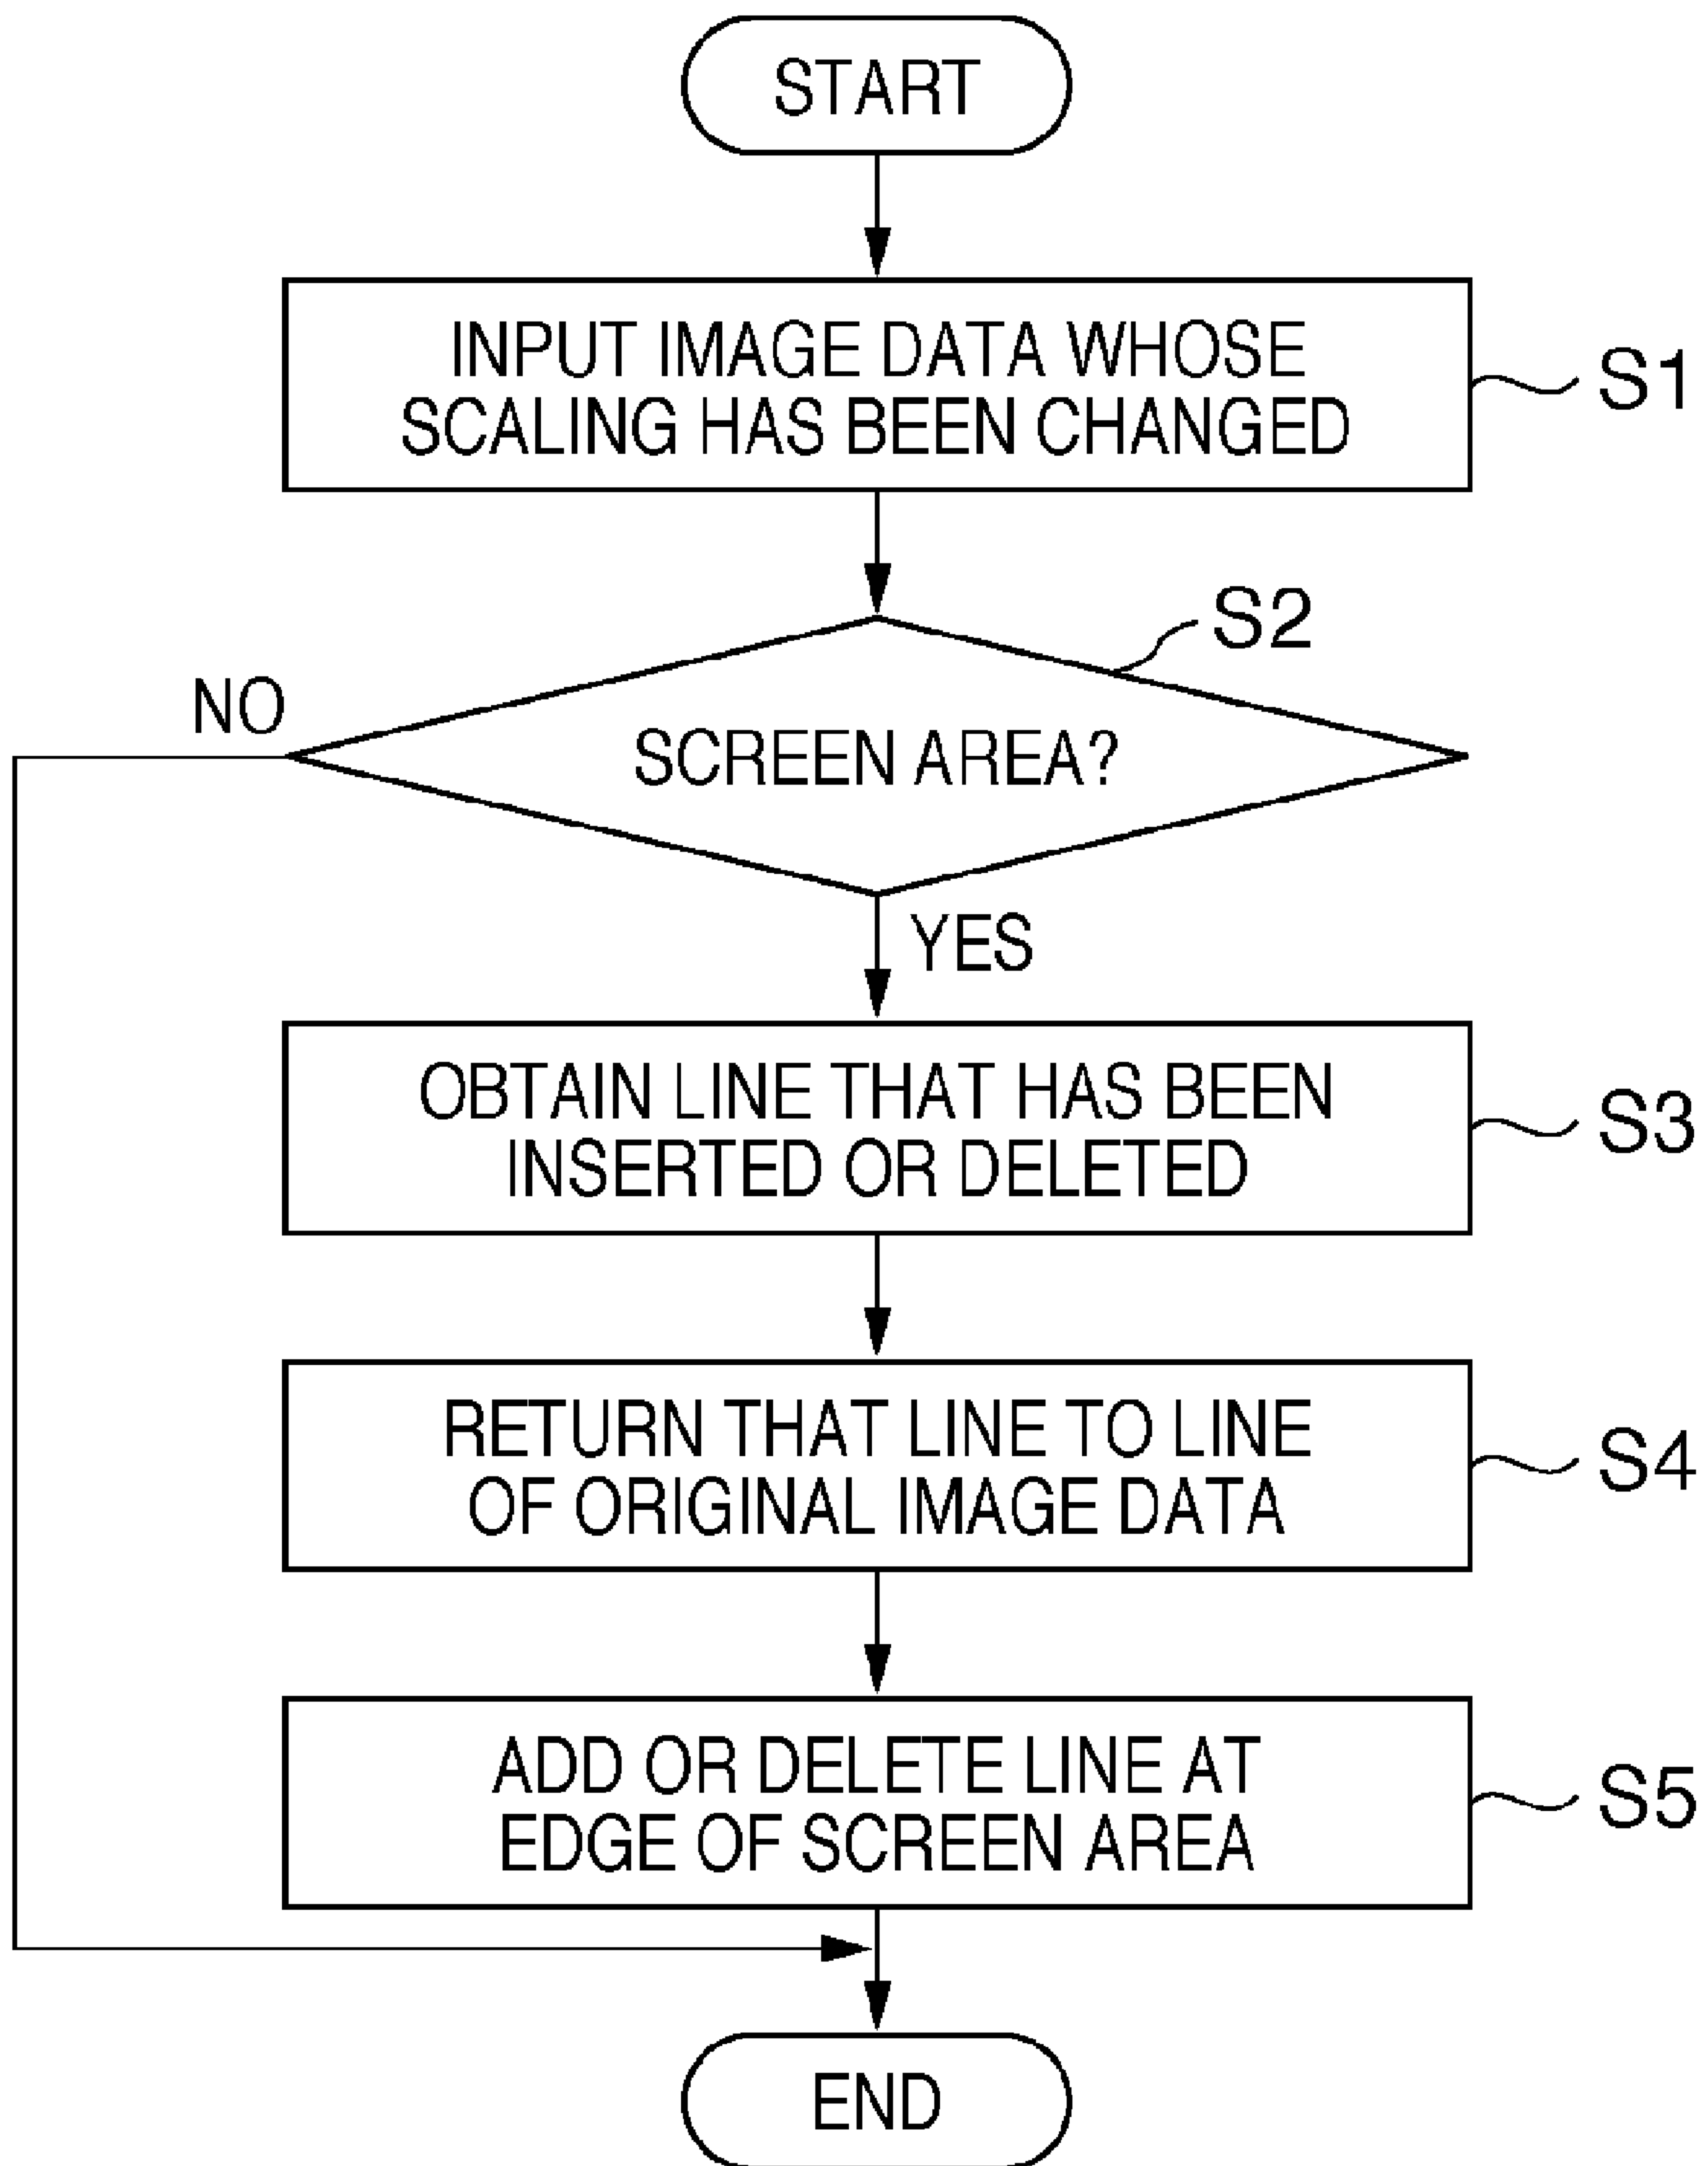 START
INPUT IMAGE DATA WHOSE
SCALING HAS BEEN CHANGED
S1
S2
NO
SCREEN AREA?
YES
OBTAIN LINE THAT HAS BEEN
INSERTED OR DELETED
S3
RETURN THAT LINE TO LINE
OF ORIGINAL IMAGE DATA
S4
ADD OR DELETE LINE AT
EDGE OF SCREEN AREA
S5
END